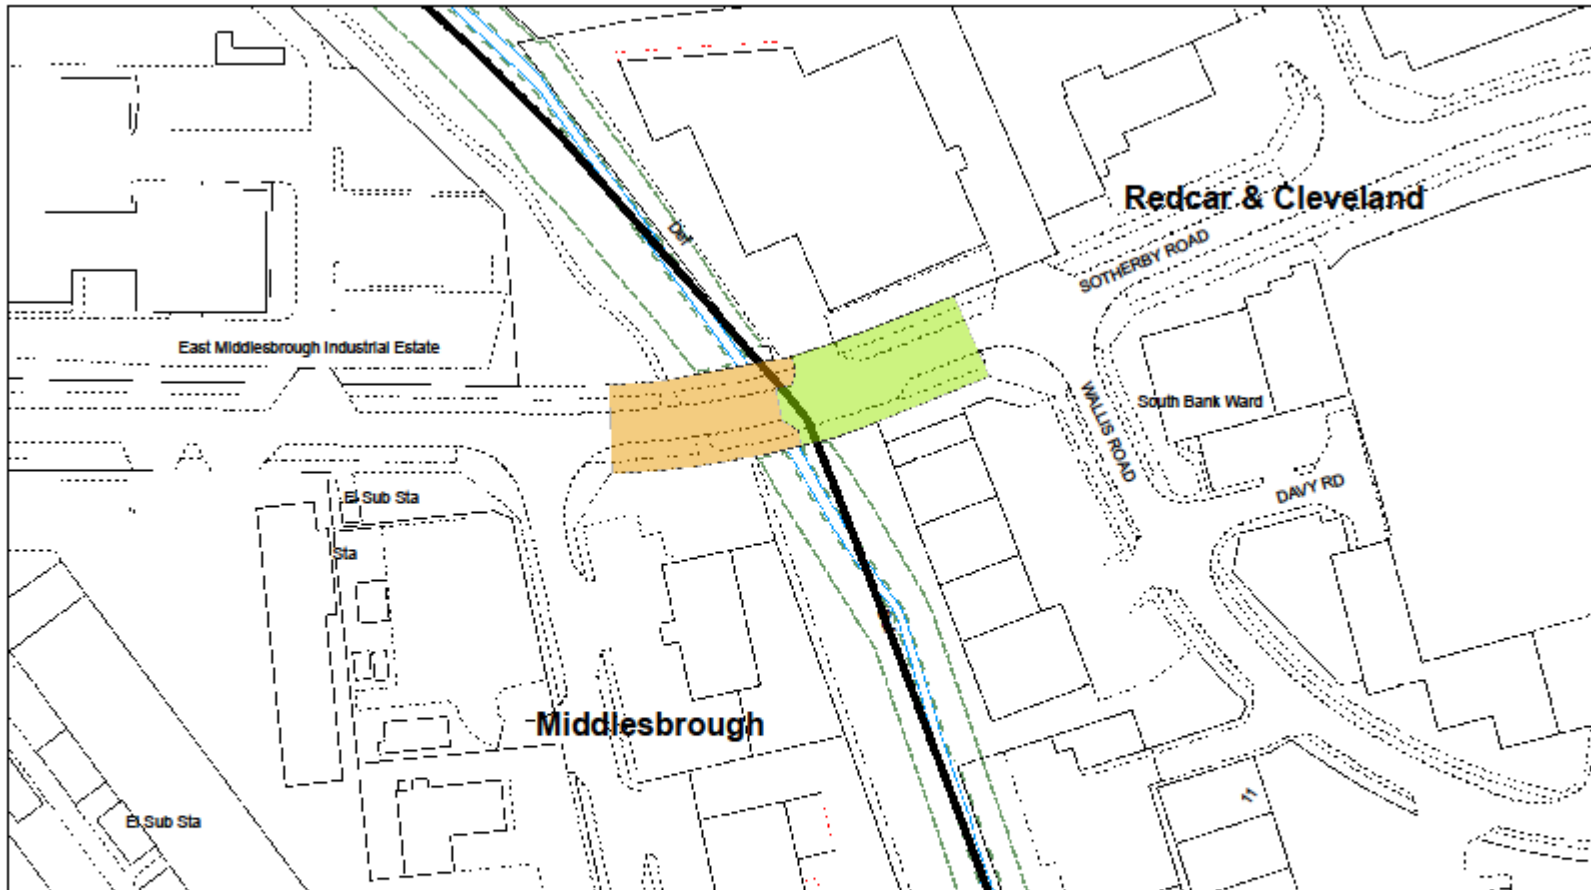 Redcar & Cleveland
Def
SOTHERBY ROAD
East Middlesbrough Industrial Estate
WALLIS ROAD
South Bank Ward
El Sub Sta
DAVY RD
Sta
Middlesbrough
11
El Sub Sta